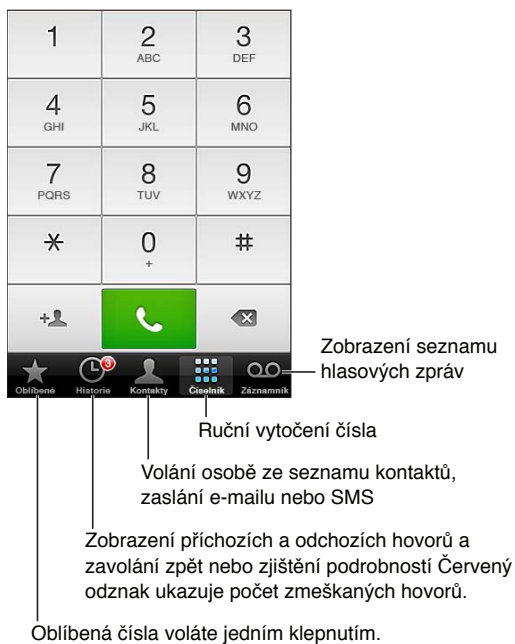 1 2 3
ABC DEF
4 5 6
GHI JKL MNO
7 8 9
PQRS TUV WXYZ
* 0 #
+
+
3
Oblíbené Historie Kontakty Číselník Záznamník
Zobrazení seznamu
hlasových zpráv
Ruční vytočení čísla
Volání osobě ze seznamu kontaktů,
zaslání e-mailu nebo SMS
Zobrazení příchozích a odchozích hovorů a
zavolání zpět nebo zjištění podrobností Červený
odznak ukazuje počet zmeškaných hovorů.
Oblíbená čísla voláte jedním klepnutím.